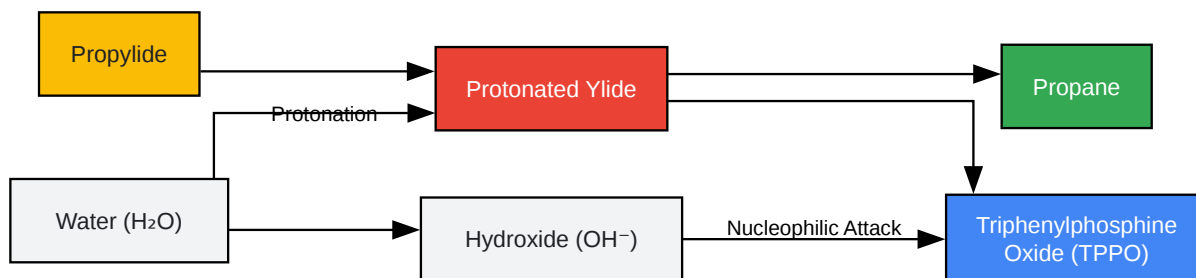 Propylide
Protonated Ylide
Propane
Protonation
Water (H₂O)
Hydroxide (OH⁻)
Nucleophilic Attack
Triphenylphosphine
Oxide (TPPO)